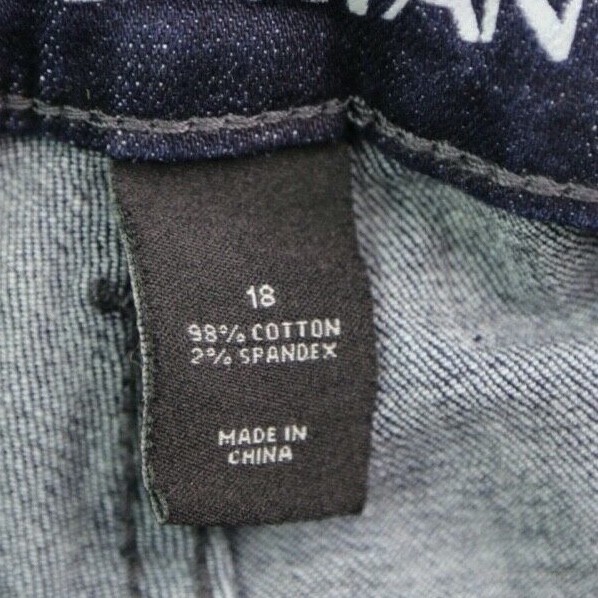 18
98% COTTON
2% SPANDEX
MADE IN
CHINA